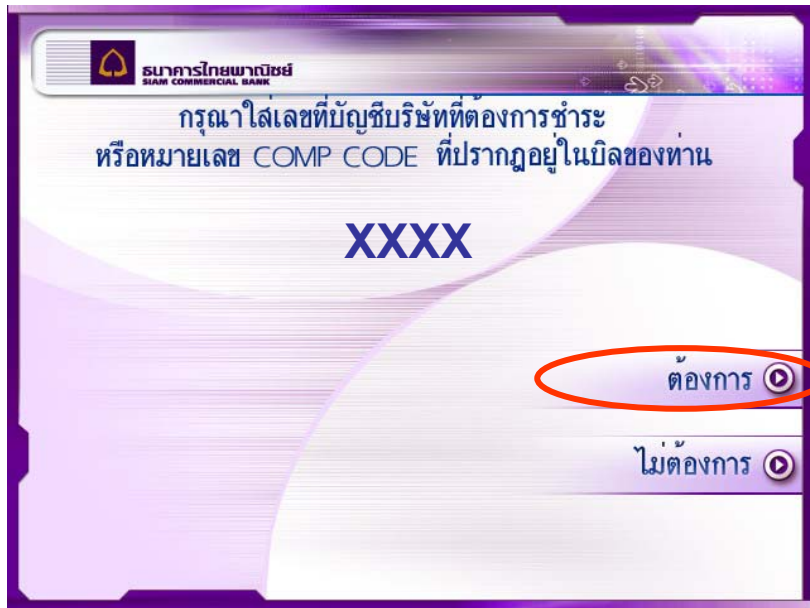 ธนาคารไทยพาณิชย์
SIAM COMMERCIAL BANK
กรุณาใส่เลขที่บัญชีบริษัทที่ต้องการชำระ
หรือหมายเลข COMP CODE ที่ปรากฎอยู่ในบิลของท่าน
XXXX
ต้องการ
ไม่ต้องการ